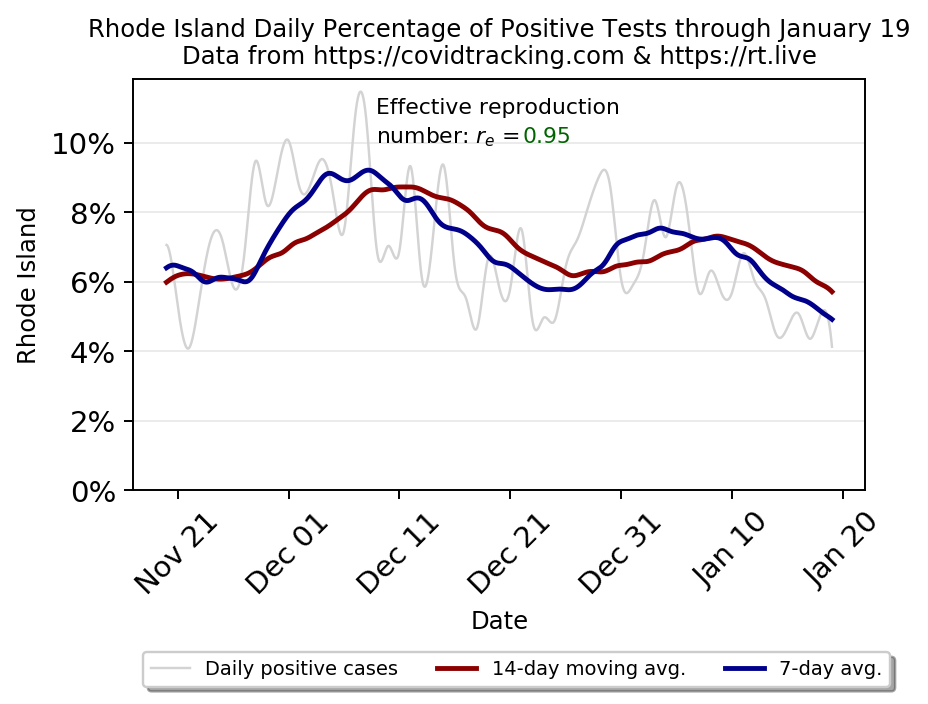 Rhode Island Daily Percentage of Positive Tests through January 19
Data from https://covidtracking.com & https://rt.live
Effective reproduction
number: rₑ =0.95
10%
8%
6%
4%
2%
0%
Rhode Island
Nov 21
Dec 01
Dec 11
Dec 21
Dec 31
Jan 10
Jan 20
Date
Daily positive cases
14-day moving avg.
7-day avg.